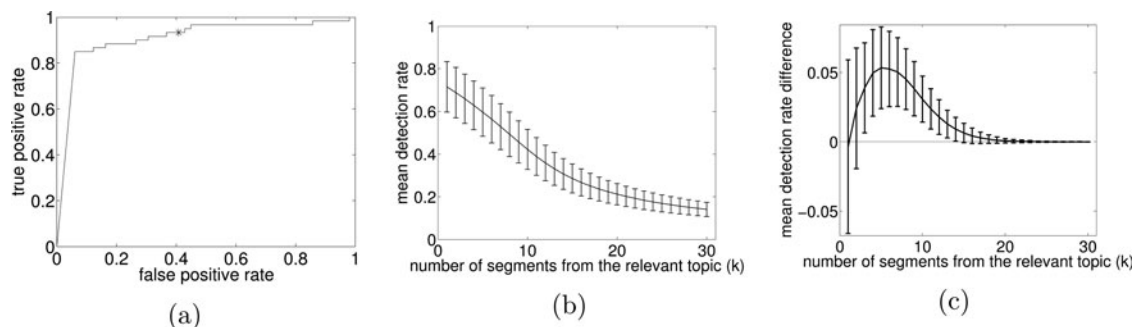 1
0.8
0.6
0.4
0.2
0
0 0.2 0.4 0.6 0.8 1
true positive rate
false positive rate
(a)
1
0.8
0.6
0.4
0.2
0
0 10 20 30
mean detection rate
number of segments from the relevant topic (k)
(b)
0.05
0
−0.05
0 10 20 30
mean detection rate difference
number of segments from the relevant topic (k)
(c)